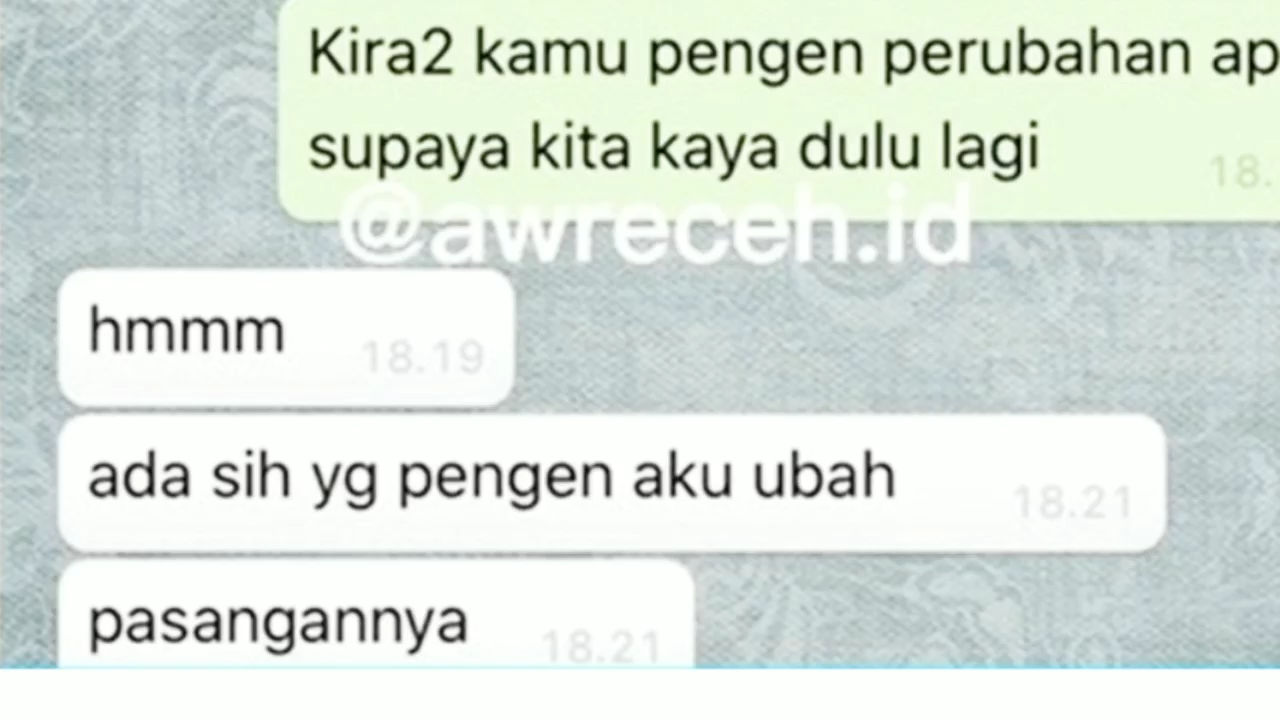 Kira2 kamu pengen perubahan ap
supaya kita kaya dulu lagi
18.
@awreceh.id
hmmm
18.19
ada sih yg pengen aku ubah
18.21
pasangannya
18.21